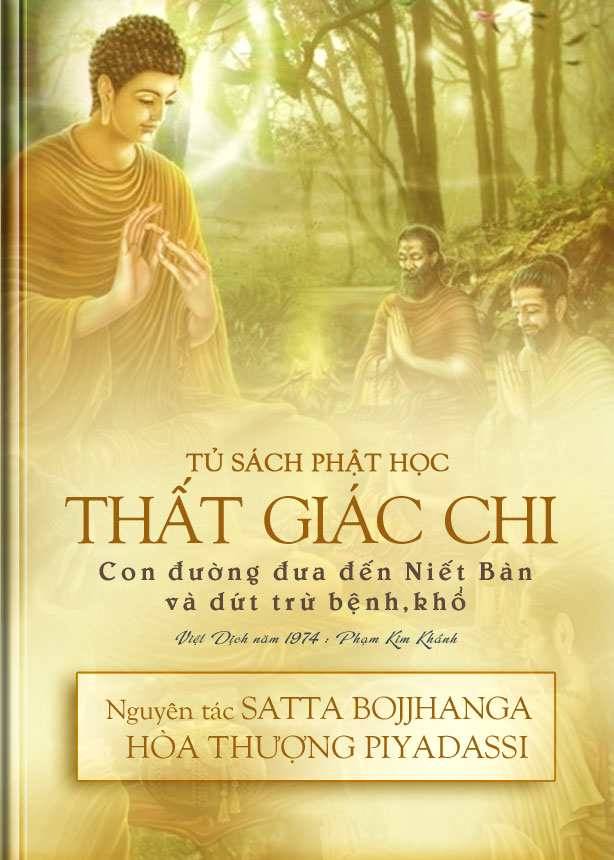 TỦ SÁCH PHẬT HỌC
THẤT GIÁC CHI
Con đường đưa đến Niết Bàn
và dứt trừ bệnh,khổ
Việt Dịch năm 1974 : Phạm Kim Khánh
Nguyên tác SATTA BOJJHANGA
HÒA THƯỢNG PIYADASSI